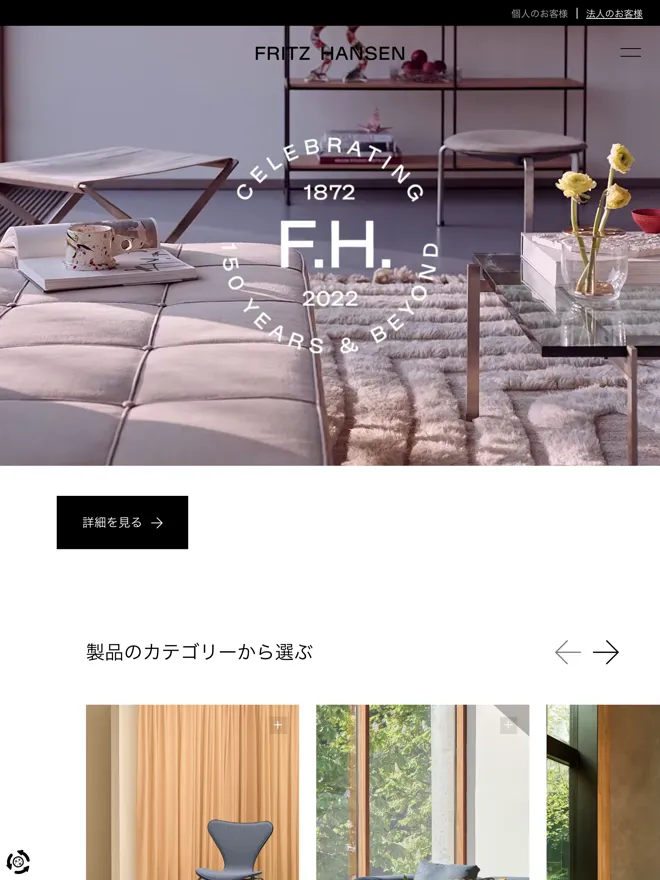 個人のお客様 | 法人のお客様
FRITZ HANSEN
CELEBRATING
1872
F.H.
2022
150 YEARS & BEYOND
詳細を見る →
製品のカテゴリーから選ぶ